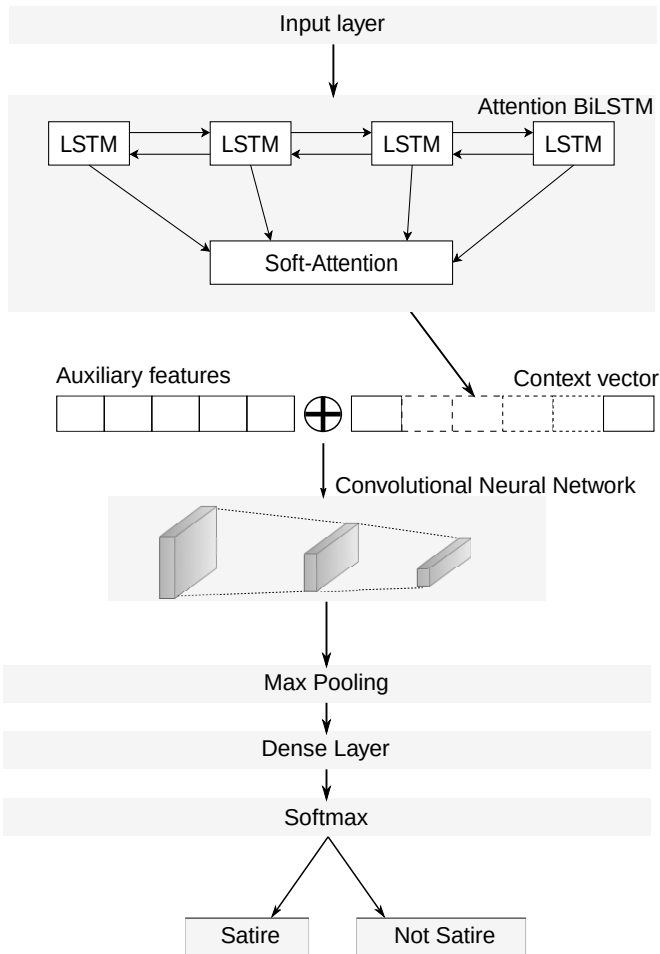 Input layer
Attention BiLSTM
LSTM LSTM LSTM LSTM
Soft-Attention
Auxiliary features Context vector
Convolutional Neural Network
Max Pooling
Dense Layer
Softmax
Satire Not Satire